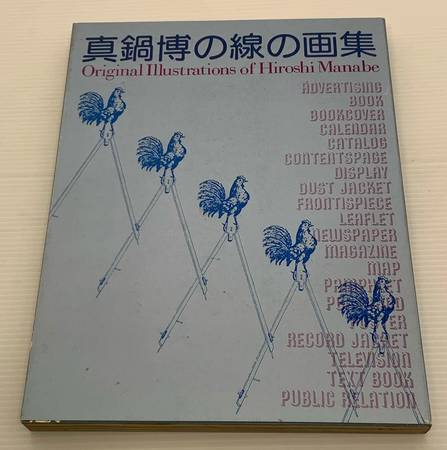 真鍋博の線の画集
Original Illustrations of Hiroshi Manabe
ADVERTISING
BOOK
BOOKCOVER
CALENDAR
CATALOG
CONTENTSPAGE
DISPLAY
DUST JACKET
FRONTISPIECE
LEAFLET
NEWSPAPER
MAGAZINE
MAP
PAMPHLET
RECORD JACKET
TELEVISION
TEXT BOOK
PUBLIC RELATION